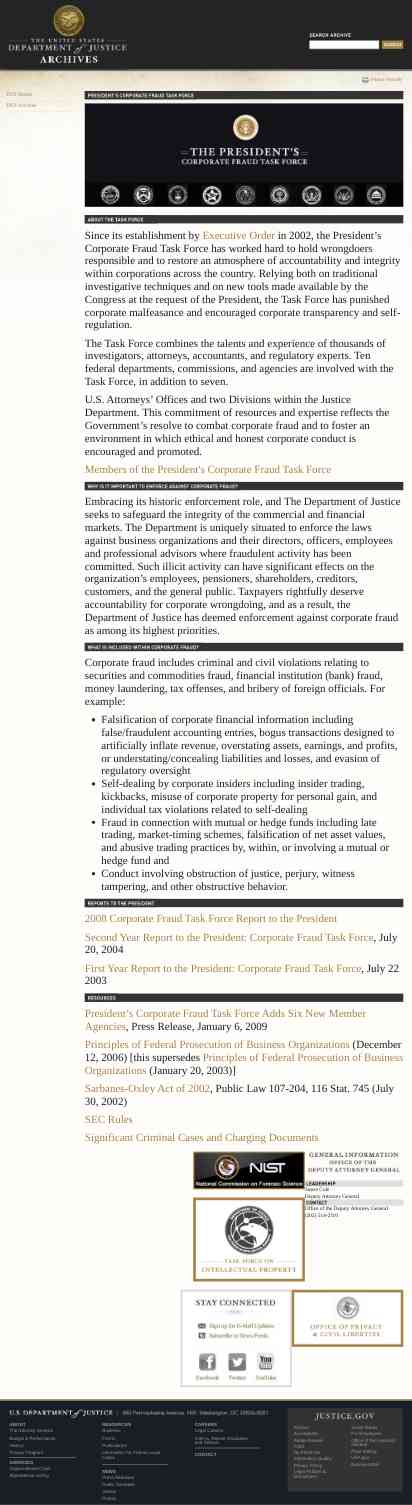 THE UNITED STATES
DEPARTMENT of JUSTICE
ARCHIVES
SEARCH ARCHIVE
SEARCH
Printer Friendly
PRESIDENT'S CORPORATE FRAUD TASK FORCE
THE PRESIDENT'S
CORPORATE FRAUD TASK FORCE
ABOUT THE TASK FORCE
Since its establishment by Executive Order in 2002, the President's
Corporate Fraud Task Force has worked hard to hold wrongdoers
responsible and to restore an atmosphere of accountability and integrity
within corporations across the country. Relying both on traditional
investigative techniques and on new tools made available by the
Congress at the request of the President, the Task Force has punished
corporate malfeasance and encouraged corporate transparency and self-
regulation.
The Task Force combines the talents and experience of thousands of
investigators, attorneys, accountants, and regulatory experts. Ten
federal departments, commissions, and agencies are involved with the
Task Force, in addition to seven.
U.S. Attorneys' Offices and two Divisions within the Justice
Department. This commitment of resources and expertise reflects the
Government's resolve to combat corporate fraud and to foster an
environment in which ethical and honest corporate conduct is
encouraged and promoted.
Members of the President's Corporate Fraud Task Force
WHY IS IT IMPORTANT TO ENFORCE AGAINST CORPORATE FRAUD?
Embracing its historic enforcement role, and The Department of Justice
seeks to safeguard the integrity of the commercial and financial
markets. The Department is uniquely situated to enforce the laws
against business organizations and their directors, officers, employees
and professional advisors where fraudulent activity has been
committed. Such illicit activity can have significant effects on the
organization's employees, pensioners, shareholders, creditors,
customers, and the general public. Taxpayers rightfully deserve
accountability for corporate wrongdoing, and as a result, the
Department of Justice has deemed enforcement against corporate fraud
as among its highest priorities.
WHAT IS INCLUDED WITHIN CORPORATE FRAUD?
Corporate fraud includes criminal and civil violations relating to
securities and commodities fraud, financial institution (bank) fraud,
money laundering, tax offenses, and bribery of foreign officials. For
example:
• Falsification of corporate financial information including
false/fraudulent accounting entries, bogus transactions designed to
artificially inflate revenue, overstating assets, earnings, and profits,
or understating/concealing liabilities and losses, and evasion of
regulatory oversight
• Self-dealing by corporate insiders including insider trading,
kickbacks, misuse of corporate property for personal gain, and
individual tax violations related to self-dealing
• Fraud in connection with mutual or hedge funds including late
trading, market-timing schemes, falsification of net asset values,
and abusive trading practices by, within, or involving a mutual or
hedge fund and
• Conduct involving obstruction of justice, perjury, witness
tampering, and other obstructive behavior.
REPORTS TO THE PRESIDENT
2008 Corporate Fraud Task Force Report to the President
Second Year Report to the President: Corporate Fraud Task Force, July
20, 2004
First Year Report to the President: Corporate Fraud Task Force, July 22
2003
RESOURCES
President's Corporate Fraud Task Force Adds Six New Member
Agencies, Press Release, January 6, 2009
Principles of Federal Prosecution of Business Organizations (December
12, 2006) [this supersedes Principles of Federal Prosecution of Business
Organizations (January 20, 2003)]
Sarbanes-Oxley Act of 2002, Public Law 107-204, 116 Stat. 745 (July
30, 2002)
SEC Rules
Significant Criminal Cases and Charging Documents
NIST
National Commission on Forensic Science
GENERAL INFORMATION
OFFICE OF THE
DEPUTY ATTORNEY GENERAL
LEADERSHIP
Deputy Attorney General
CONTACT
Office of the Deputy Attorney General
TASK FORCE ON
INTELLECTUAL PROPERTY
STAY CONNECTED
Sign up for E-Mail Updates
Subscribe to News Feeds
Facebook Twitter YouTube
OFFICE OF PRIVACY
& CIVIL LIBERTIES
U.S. DEPARTMENT of JUSTICE | 950 Pennsylvania Avenue, NW, Washington, DC 20530-0001
ABOUT
The Attorney General
Budget & Performance
History
Privacy Program
RESOURCES
Forms
Publications
NEWS
CAREERS
Legal Careers
CONTACT
JUSTICE.GOV